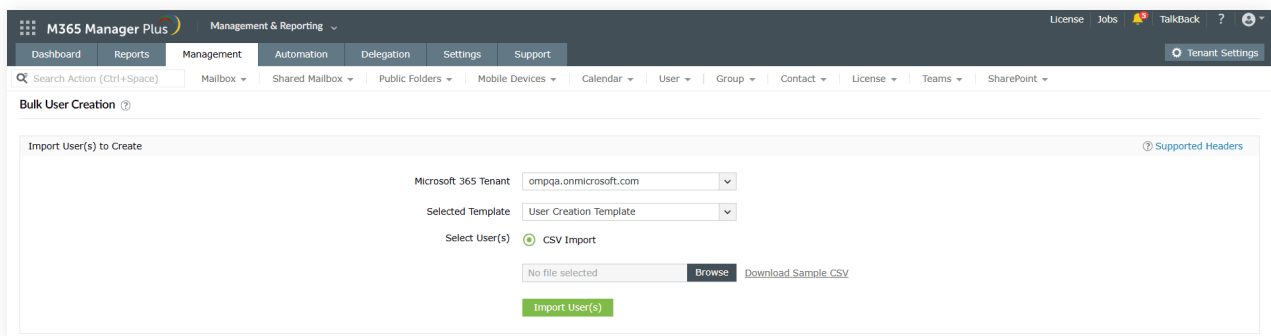 M365 Manager Plus Management & Reporting License Jobs 5 TalkBack ?
Dashboard Reports Management Automation Delegation Settings Support Tenant Settings
Search Action (Ctrl+Space) Mailbox Shared Mailbox Public Folders Mobile Devices Calendar User Group Contact License Teams SharePoint
Bulk User Creation ?
Import User(s) to Create ? Supported Headers
Microsoft 365 Tenant ompqa.onmicrosoft.com
Selected Template User Creation Template
Select User(s) CSV Import
No file selected Browse Download Sample CSV
Import User(s)